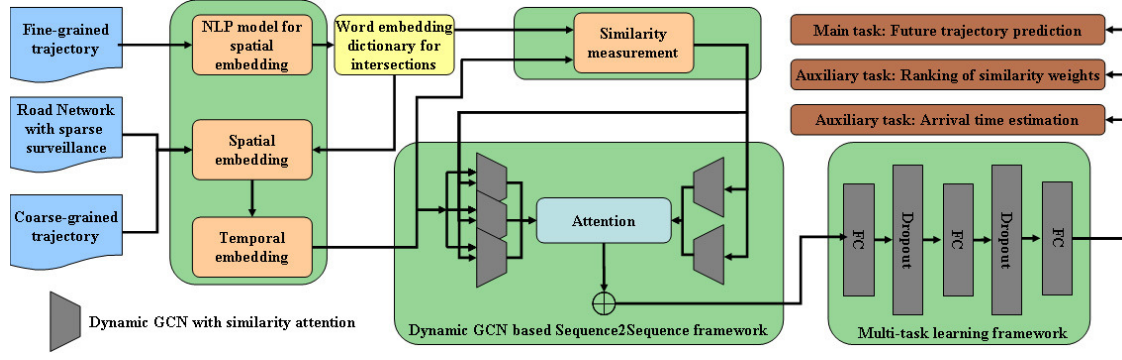 Fine-grained
trajectory
NLP model for
spatial
embedding
Word embedding
dictionary for
intersections
Similarity
measurement
Main task: Future trajectory prediction
Auxiliary task: Ranking of similarity weights
Auxiliary task: Arrival time estimation
Road Network
with sparse
surveillance
Spatial
embedding
Coarse-grained
trajectory
Temporal
embedding
Attention
FC
Dropout
FC
Dropout
FC
Dynamic GCN with similarity attention
Dynamic GCN based Sequence2Sequence framework
Multi-task learning framework